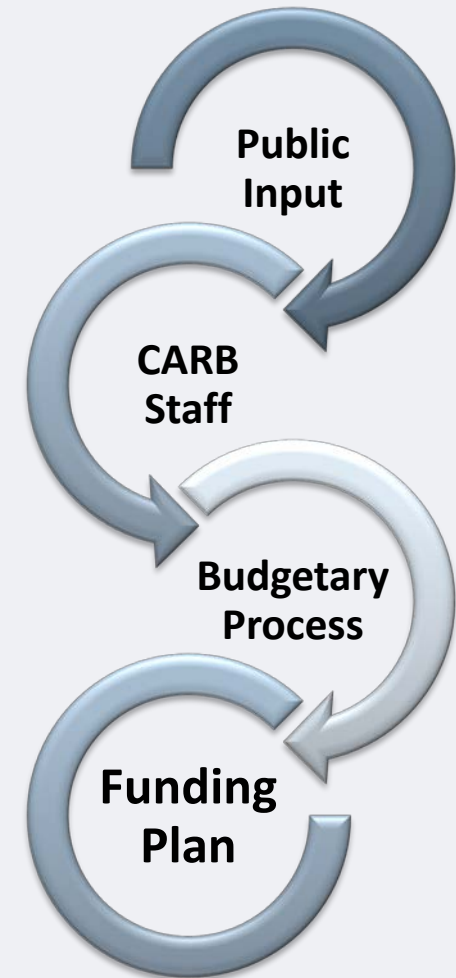 Public
Input
CARB
Staff
Budgetary
Process
Funding
Plan